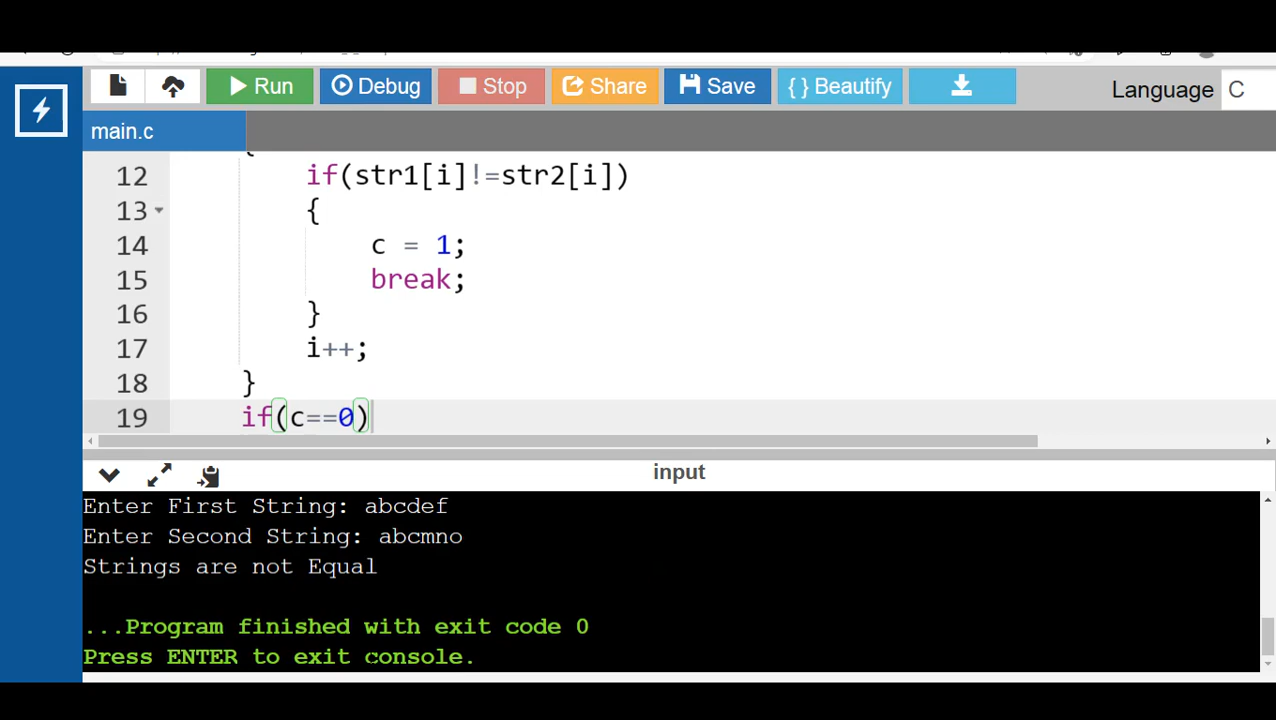 Run Debug Stop Share Save { } Beautify Language C
main.c
{
12 if(str1[i]!=str2[i])
13 {
14 c = 1;
15 break;
16 }
17 i++;
18 }
19 if(c==0)
input
Enter First String: abcdef
Enter Second String: abcmno
Strings are not Equal
...Program finished with exit code 0
Press ENTER to exit console.